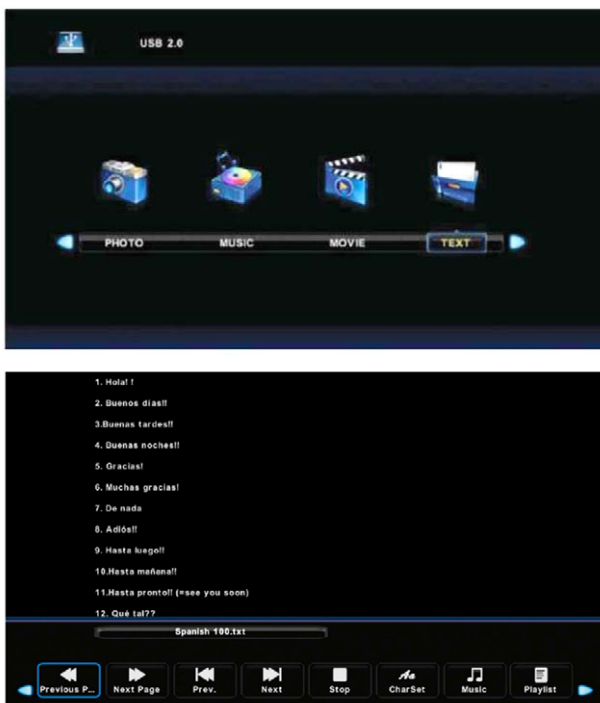 USB 2.0
PHOTO MUSIC MOVIE TEXT
1. Hola! !
2. Buenos días!!
3.Buenas tardes!!
4. Buenas noches!!
5. Gracias!
6. Muchas gracias!
7. De nada
8. Adiós!!
9. Hasta luego!!
10.Hasta mañana!!
11.Hasta pronto!! (=see you soon)
12. Qué tal??
Spanish 100.txt
Previous P... Next Page Prev. Next Stop CharSet Music Playlist